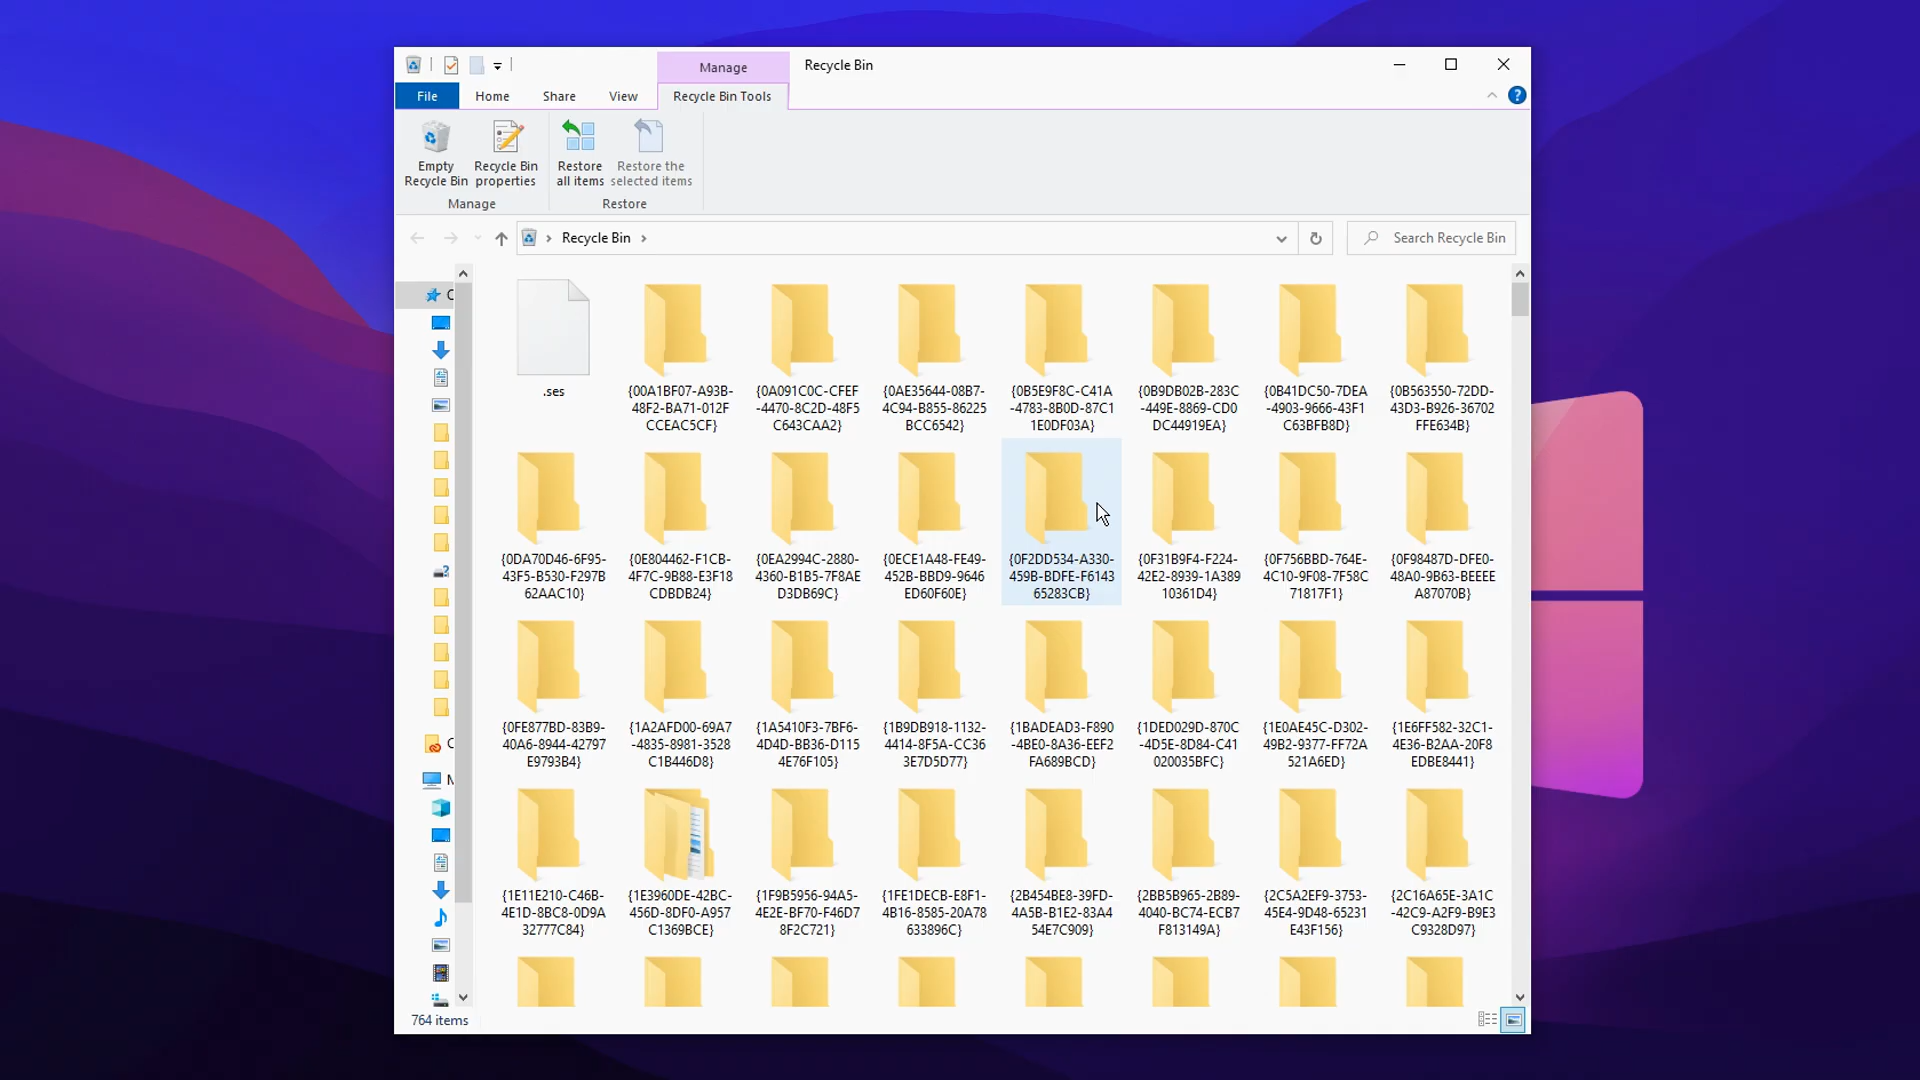 Manage
Recycle Bin
File
Home
Share
View
Recycle Bin Tools
?
Empty
Recycle Bin
Recycle Bin
properties
Restore
all items
Restore the
selected items
Manage
Restore
Recycle Bin
Search Recycle Bin
.ses
{00A1BF07-A93B-
48F2-BA71-012F
CCEAC5CF}
{0A091C0C-CFEF
-4470-8C2D-48F5
C643CAA2}
{0AE35644-08B7-
4C94-B855-86225
BCC6542}
{0B5E9F8C-C41A
-4783-8B0D-87C1
1E0DF03A}
{0B9DB02B-283C
-449E-8869-CD0
DC44919EA}
{0B41DC50-7DEA
-4903-9666-43F1
C63BFB8D}
{0B563550-72DD-
43D3-B926-36702
FFE634B}
{0DA70D46-6F95-
43F5-B530-F297B
62AAC10}
{0E804462-F1CB-
4F7C-9B88-E3F18
CDBDB24}
{0EA2994C-2880-
4360-B1B5-7F8AE
D3DB69C}
{0ECE1A48-FE49-
452B-BBD9-9646
ED60F60E}
{0F2DD534-A330-
459B-BDFE-F6143
65283CB}
{0F31B9F4-F224-
42E2-8939-1A389
10361D4}
{0F756BBD-764E-
4C10-9F08-7F58C
71817F1}
{0F98487D-DFE0-
48A0-9B63-BEEEE
A87070B}
{0FE877BD-83B9-
40A6-8944-42797
E9793B4}
{1A2AFD00-69A7
-4835-8981-3528
C1B446D8}
{1A5410F3-7BF6-
4D4D-BB36-D115
4E76F105}
{1B9DB918-1132-
4414-8F5A-CC36
3E7D5D77}
{1BADEAD3-F890
-4BE0-8A36-EEF2
FA689BCD}
{1DED029D-870C
-4D5E-8D84-C41
020035BFC}
{1E0AE45C-D302-
49B2-9377-FF72A
521A6ED}
{1E6FF582-32C1-
4E36-B2AA-20F8
EDBE8441}
{1E11E210-C46B-
4E1D-8BC8-0D9A
32777C84}
{1E3960DE-42BC-
456D-8DF0-A957
C1369BCE}
{1F9B5956-94A5-
4E2E-BF70-F46D7
8F2C721}
{1FE1DECB-E8F1-
4B16-8585-20A78
633896C}
{2B454BE8-39FD-
4A5B-B1E2-83A4
54E7C909}
{2BB5B965-2B89-
4040-BC74-ECB7
F813149A}
{2C5A2EF9-3753-
45E4-9D48-65231
E43F156}
{2C16A65E-3A1C
-42C9-A2F9-B9E3
C9328D97}
764 items